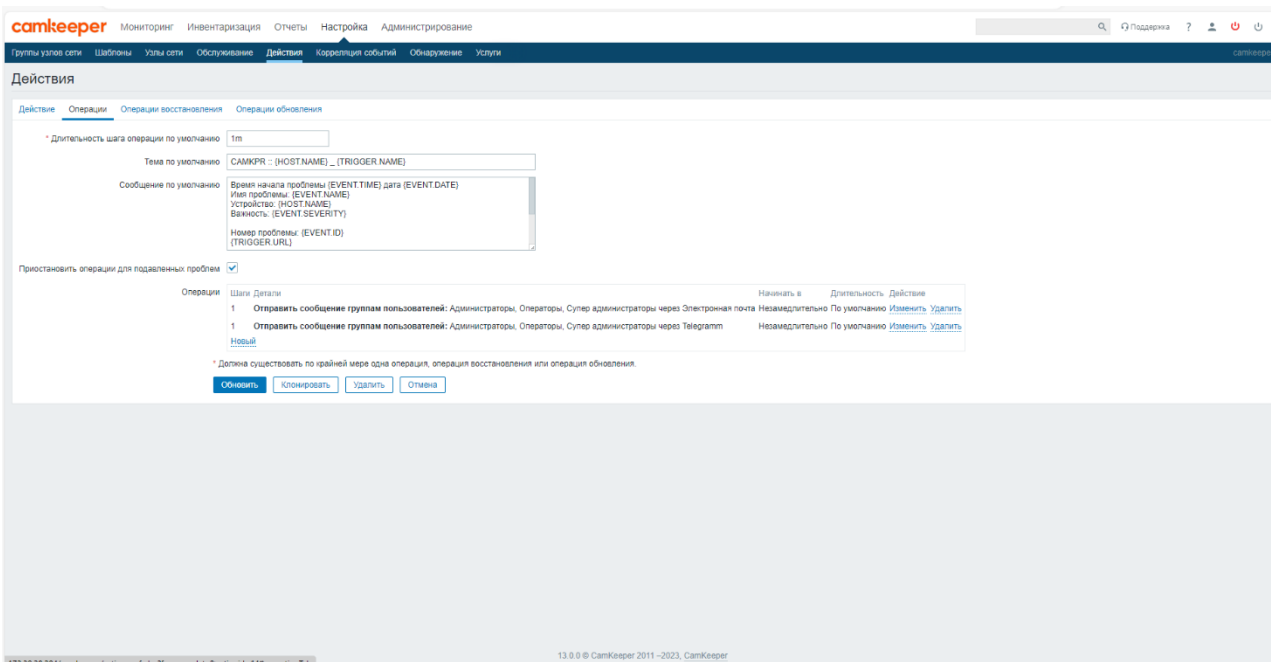 camkeeper Мониторинг Инвентаризация Отчеты Настройка Администрирование Поддержка ?
Группы узлов сети Шаблоны Узлы сети Обслуживание Действия Корреляция событий Обнаружение Услуги camkeepe
Действия
Действие Операции Операции восстановления Операции обновления
* Длительность шага операции по умолчанию 1m
Тема по умолчанию CAMKPR :: {HOST.NAME} _ {TRIGGER.NAME}
Сообщение по умолчанию Время начала проблемы {EVENT.TIME} дата {EVENT.DATE}
Имя проблемы: {EVENT.NAME}
Устройство: {HOST.NAME}
Важность: {EVENT.SEVERITY}
Номер проблемы: {EVENT.ID}
{TRIGGER.URL}
Приостановить операции для подавленных проблем
Операции Шаги Детали Начинать в Длительность Действие
1 Отправить сообщение группам пользователей: Администраторы, Операторы, Супер администраторы через Электронная почта Незамедлительно По умолчанию Изменить Удалить
1 Отправить сообщение группам пользователей: Администраторы, Операторы, Супер администраторы через Telegramm Незамедлительно По умолчанию Изменить Удалить
Новый
* Должна существовать по крайней мере одна операция, операция восстановления или операция обновления.
Обновить Клонировать Удалить Отмена
13.0.0 © CamKeeper 2011 –2023, CamKeeper